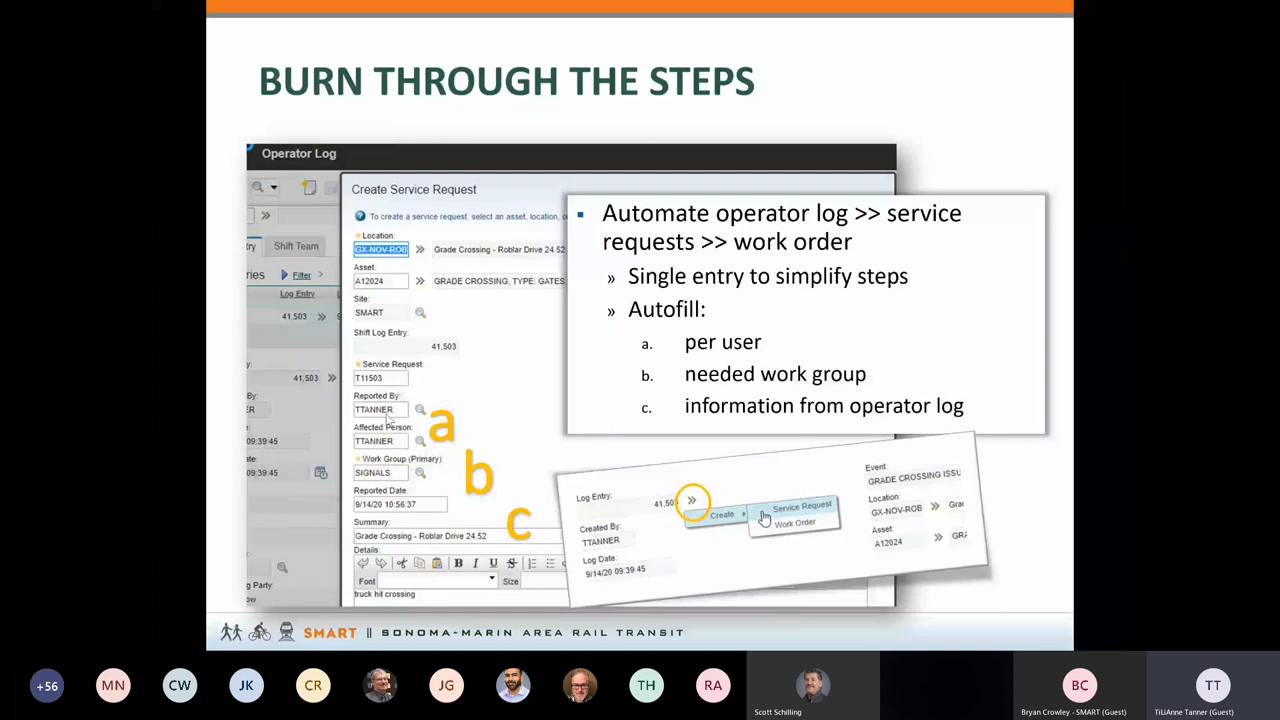 BURN THROUGH THE STEPS
Operator Log
Create Service Request
To create a service request, select an asset, location,
Location:
GX-NOV-ROB
Grade Crossing - Roblar Drive 24.52
Asset:
A12024
GRADE CROSSING, TYPE: GATES
Site:
SMART
Shift Log Entry:
41,503
Service Request:
T11503
Reported By:
TTANNER
Affected Person:
TTANNER
Work Group (Primary)
SIGNALS
Reported Date:
9/14/20 10:56:37
Summary:
Grade Crossing - Roblar Drive 24.52
Details:
B I U S
Font
Size
truck hit crossing
Shift Team
Filter
Log Entry
41.503
41,503
By:
09:39:45
09:39:45
g Party
a
b
c
▪ Automate operator log >> service
requests >> work order
» Single entry to simplify steps
» Autofill:
a. per user
b. needed work group
c. information from operator log
Log Entry:
41,503
Create
Service Request
Work Order
Created By:
TTANNER
Log Date:
9/14/20 09:39:45
Event:
GRADE CROSSING ISSU
Location:
GX-NOV-ROB
Asset:
A12024
SMART || SONOMA-MARIN AREA RAIL TRANSIT
+56
MN
CW
JK
CR
JG
TH
RA
Scott Schilling
BC
Bryan Crowley - SMART (Guest)
TT
TiLiAnne Tanner (Guest)